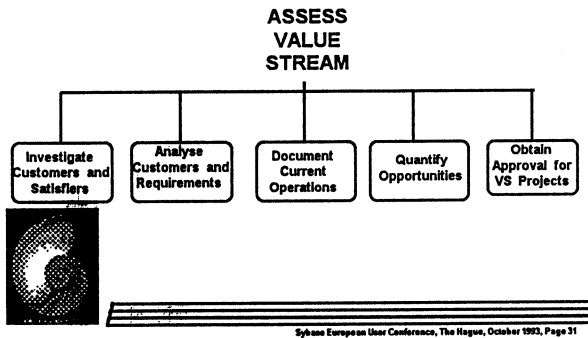 ASSESS
VALUE
STREAM
Investigate
Customers and
Satisfiers
Analyse
Customers and
Requirements
Document
Current
Operations
Quantify
Opportunities
Obtain
Approval for
VS Projects
Sybase European User Conference, The Hague, October 1993, Page 31